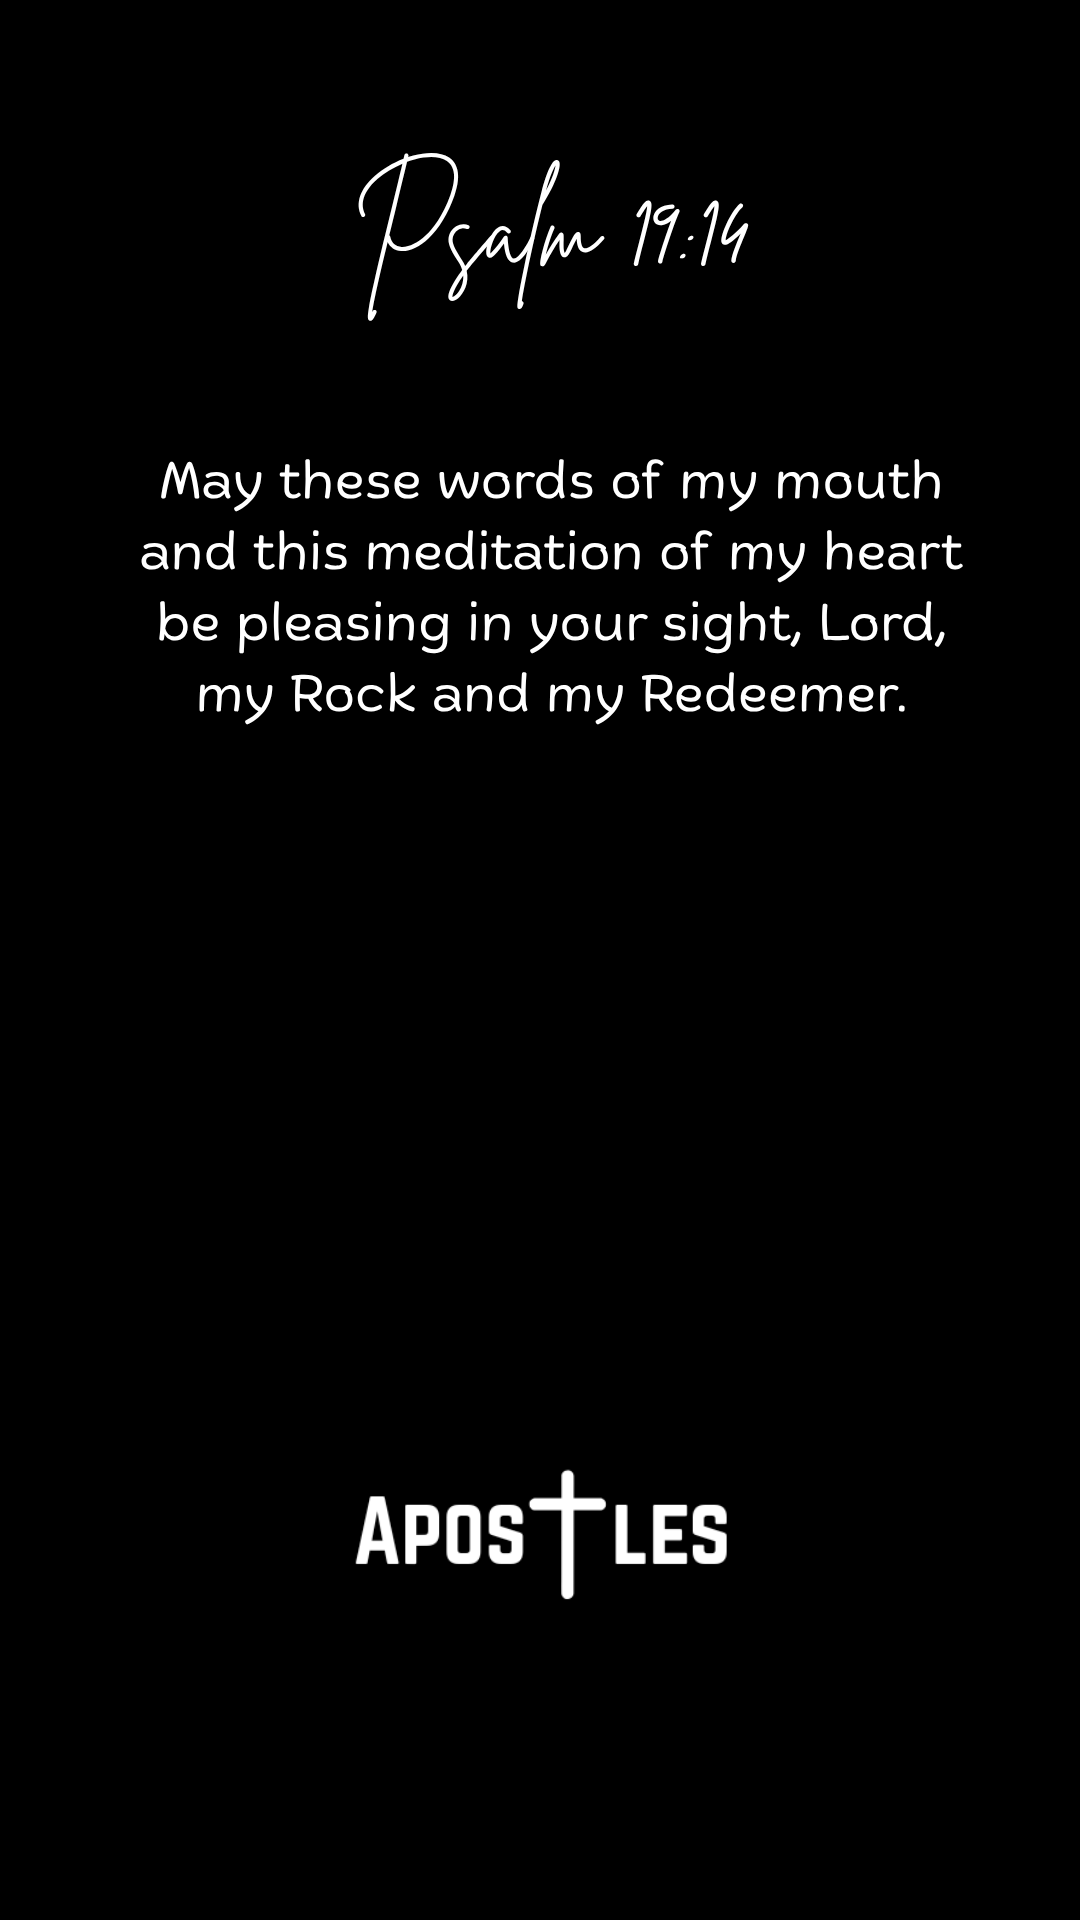 Psalm 19:14
May these words of my mouth
and this meditation of my heart
be pleasing in your sight, Lord,
my Rock and my Redeemer.
APOSTLES